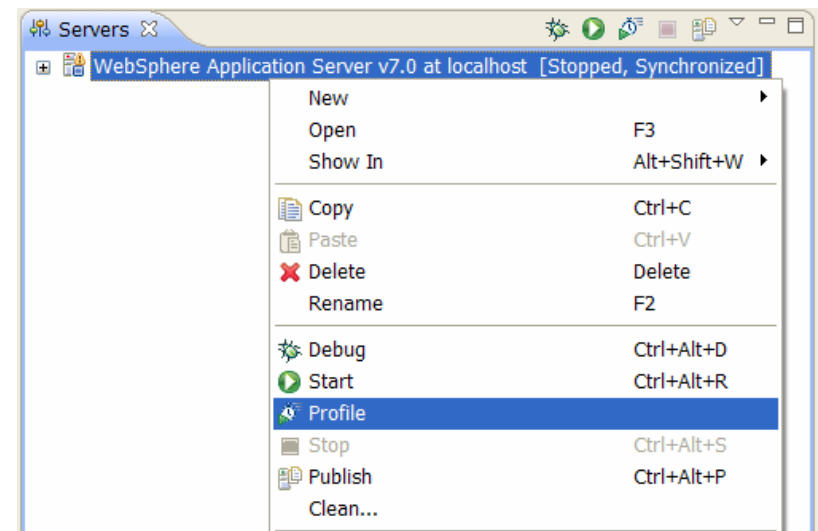 Servers
WebSphere Application Server v7.0 at localhost [Stopped, Synchronized]
New
Open F3
Show In Alt+Shift+W
Copy Ctrl+C
Paste Ctrl+V
Delete Delete
Rename F2
Debug Ctrl+Alt+D
Start Ctrl+Alt+R
Profile
Stop Ctrl+Alt+S
Publish Ctrl+Alt+P
Clean...